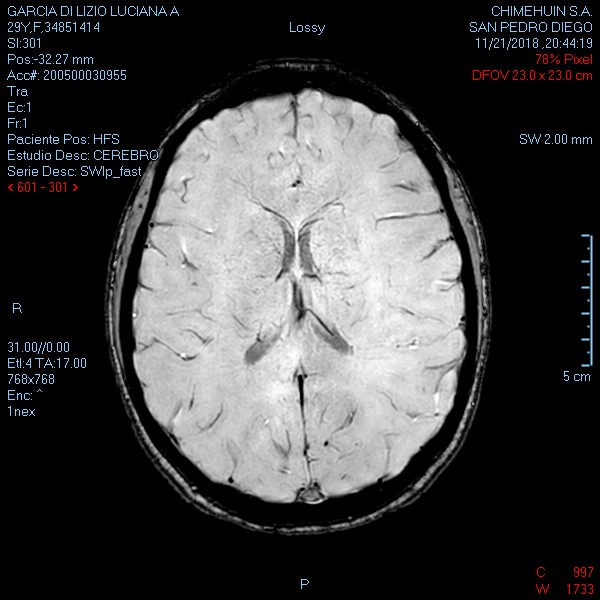 GARCIA DI LIZIO LUCIANA A
29Y,F,34851414
Sl:301
Pos:-32.27 mm
Acc#: 200500030955
Tra
Ec:1
Fr:1
Paciente Pos: HFS
Estudio Desc: CEREBRO
Serie Desc: SWIp_fast
< 601 - 301 >
Lossy
CHIMEHUIN S.A.
SAN PEDRO DIEGO
11/21/2018 ,20:44:19
78% Pixel
DFOV 23.0 x 23.0 cm
SW 2.00 mm
R
31.00//0.00
Etl:4 TA:17.00
768x768
Enc: ^
1nex
5 cm
P
C 997
W 1733